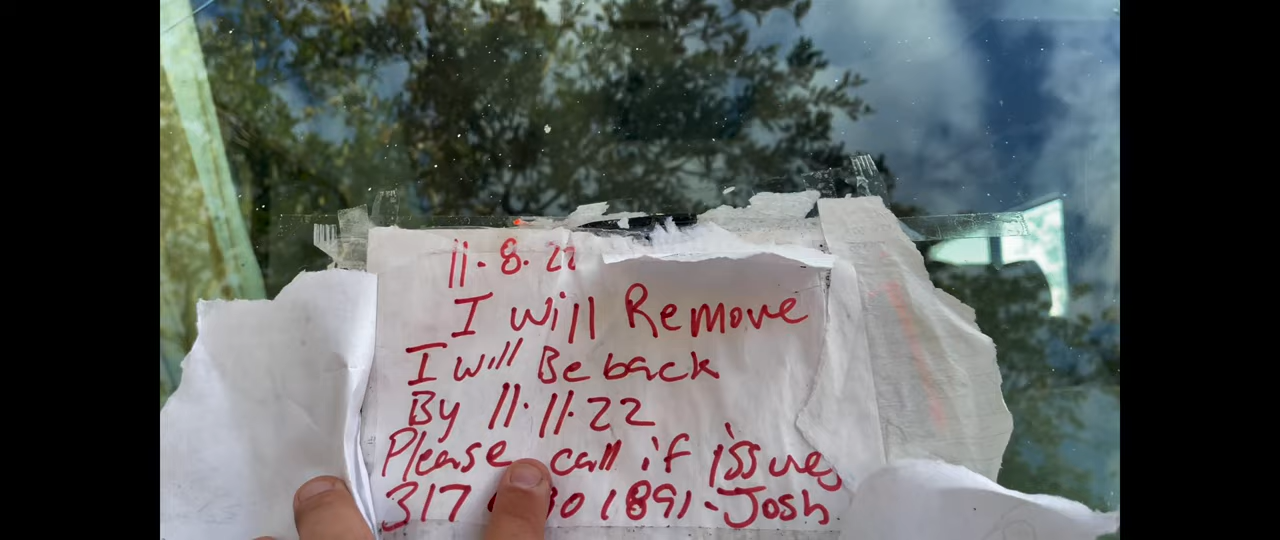 11.8.22
I will Remove
I will Be back
By 11.11.22
Please call if issues
317 30 1891-Josh